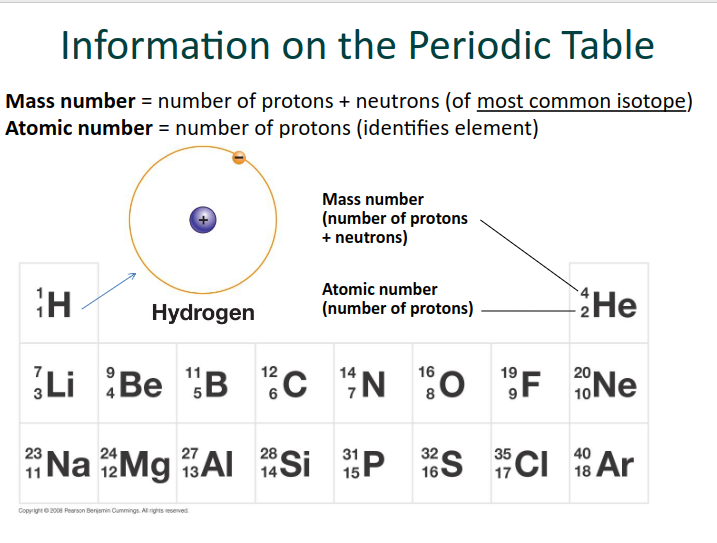 Information on the Periodic Table
Mass number = number of protons + neutrons (of most common isotope)
Atomic number = number of protons (identifies element)
−
+
Mass number
(number of protons
+ neutrons)
Atomic number
(number of protons)
Hydrogen
1 1 H
4 2 He
7 3 Li 9 4 Be 11 5 B 12 6 C 14 7 N 16 8 O 19 9 F 20 10 Ne
23 11 Na 24 12 Mg 27 13 Al 28 14 Si 31 15 P 32 16 S 35 17 Cl 40 18 Ar
Copyright © 2008 Pearson Benjamin Cummings. All rights reserved.